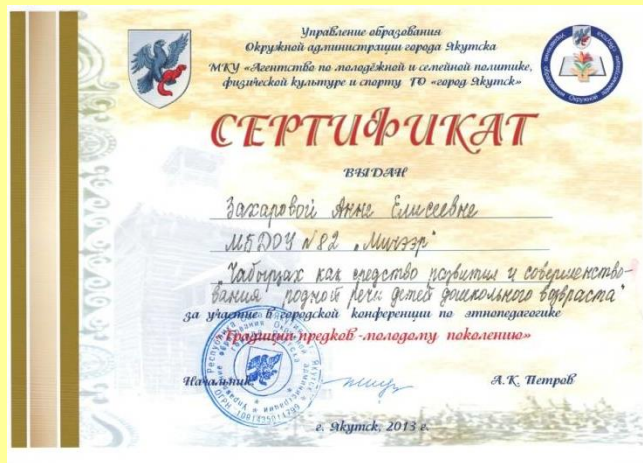 Управление образования
Окружной администрации города Якутска
МКУ «Агентство по молодёжной и семейной политике,
физической культуре и спорту ГО «город Якутск»
СЕРТИФИКАТ
ВЫДАН
Захаровой Анне Елисеевне
МБДОУ №82 „Мичээр"
"Чабырҕах как средство развития и совершенство-
вания родной речи детей дошкольного возраста"
за участие в городской конференции по этнопедагогике
«Традиции предков -молодому поколению»
Начальник
А.К. Петров
г. Якутск, 2013 г.